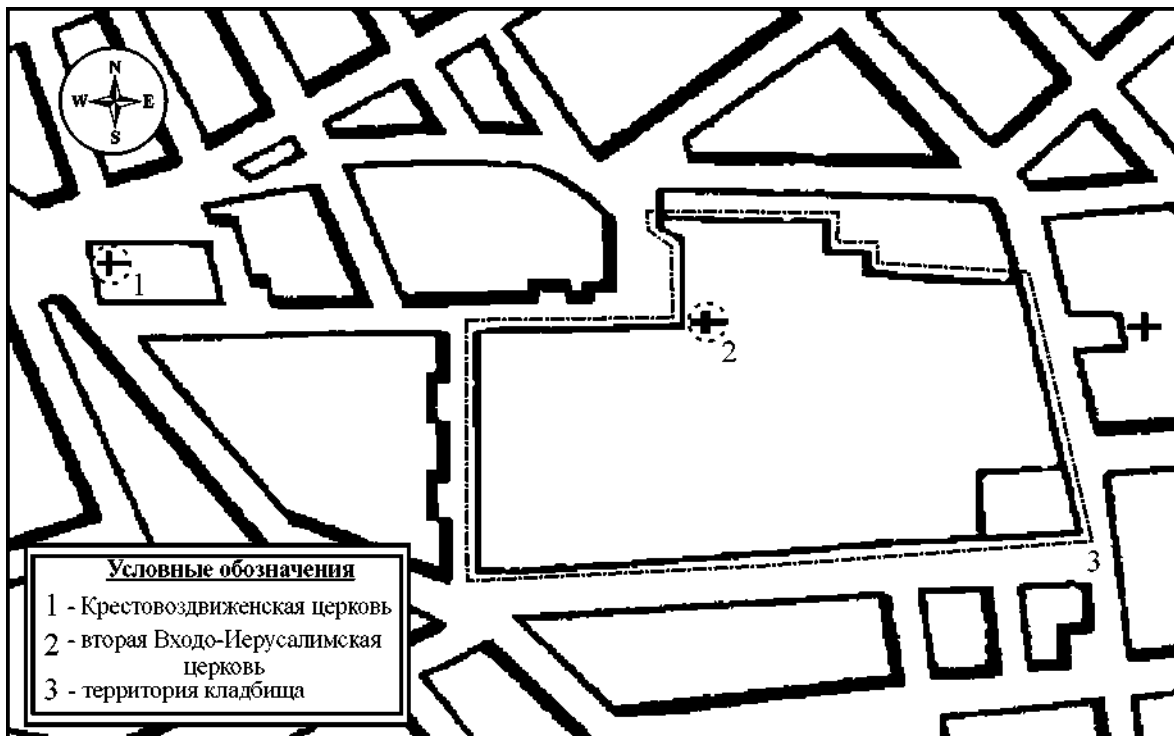 N
W E
S
1
2
3
Условные обозначения
1 - Крестовоздвиженская церковь
2 - вторая Входо-Иерусалимская
церковь
3 - территория кладбища